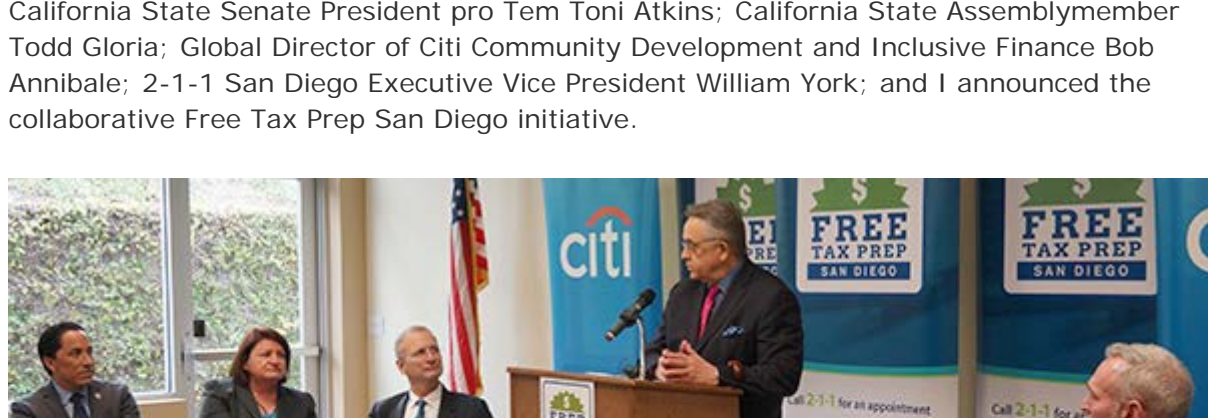 California State Senate President pro Tem Toni Atkins; California State Assemblymember
Todd Gloria; Global Director of Citi Community Development and Inclusive Finance Bob
Annibale; 2-1-1 San Diego Executive Vice President William York; and I announced the
collaborative Free Tax Prep San Diego initiative.
citi
$
FREE
TAX PREP
SAN DIEGO
$
FREE
TAX PREP
SAN DIEGO
$
FREE
Call 2-1-1 for an appointment
Call 2-1-1 for